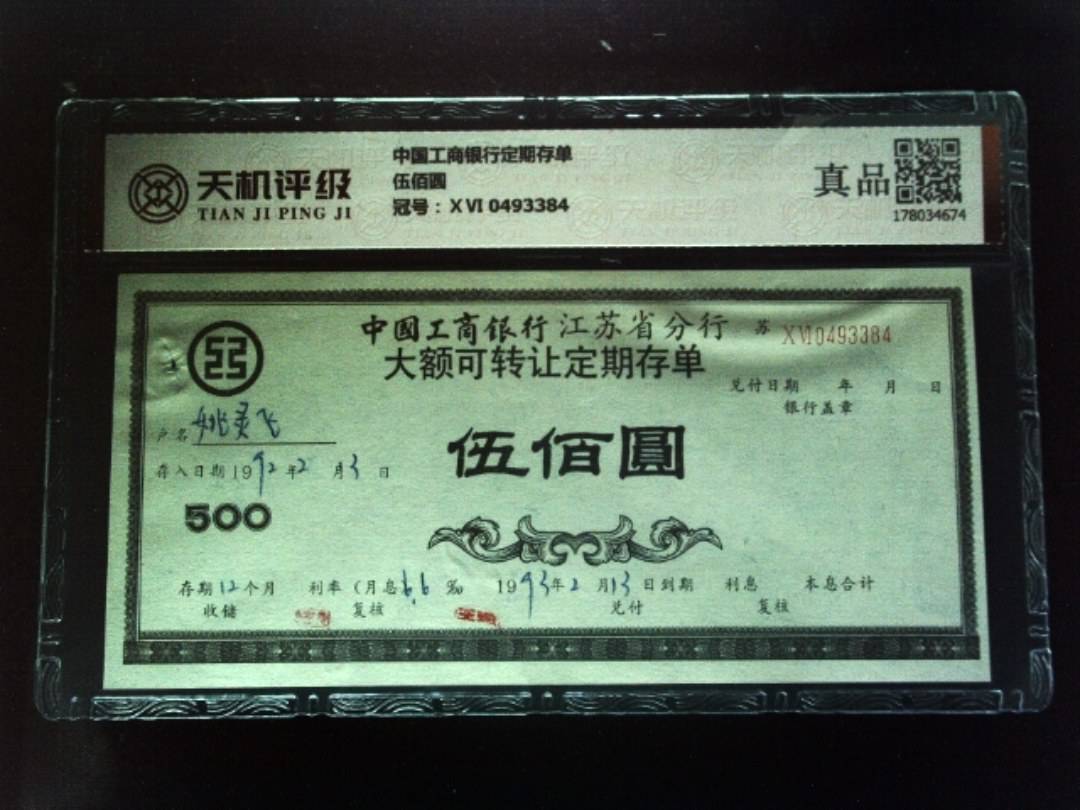 天机评级
TIAN JI PING JI
中国工商银行定期存单
伍佰圆
冠号：XVI 0493384
真品
178034674
中國工商银行江苏省分行
苏 XVI0493384
大额可转让定期存单
兑付日期 年 月 日
银行盖章
户名 姚灵飞
伍佰圓
存入日期1992年2月3日
500
存期12个月 利率(月息6.6‰ 1993年2月13日到期 利息 本息合计
收储 复核 兑付 复核